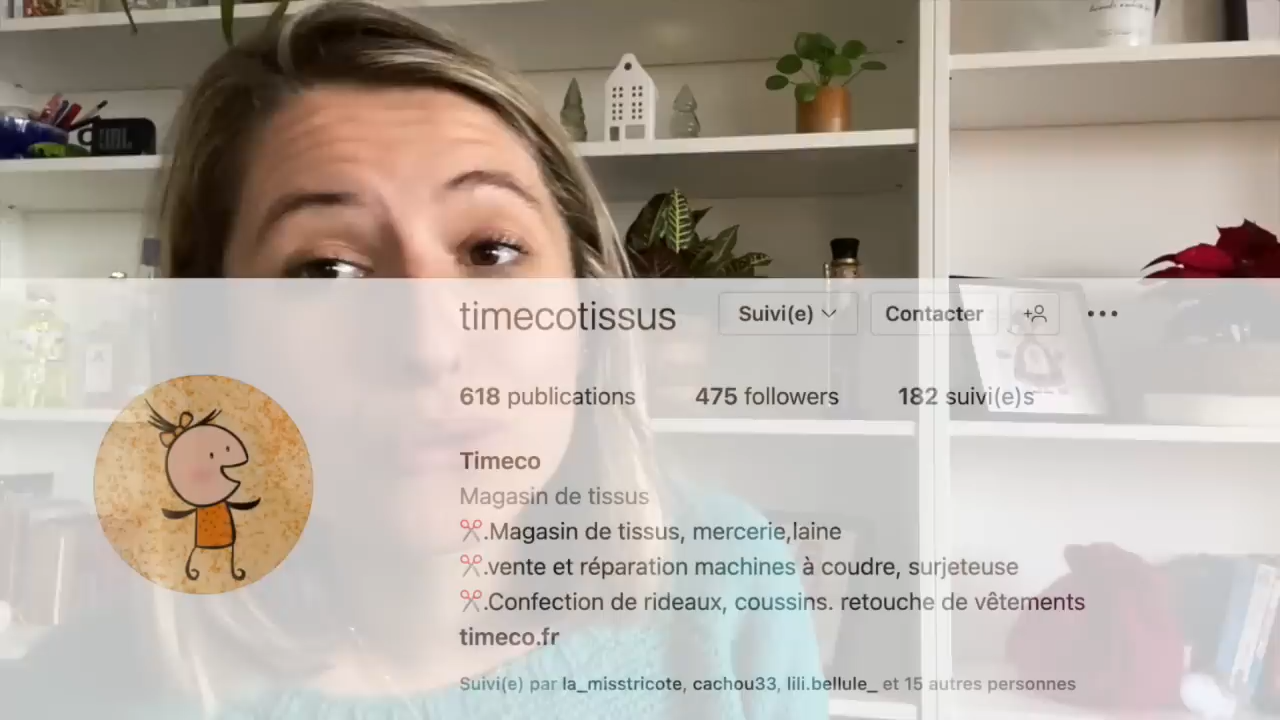 JBL
timecotissus Suivi(e) Contacter
618 publications 475 followers 182 suivi(e)s
Timeco
Magasin de tissus
✂.Magasin de tissus, mercerie,laine
✂.vente et réparation machines à coudre, surjeteuse
✂.Confection de rideaux, coussins. retouche de vêtements
timeco.fr
Suivi(e) par la_misstricote, cachou33, lili.bellule_ et 15 autres personnes